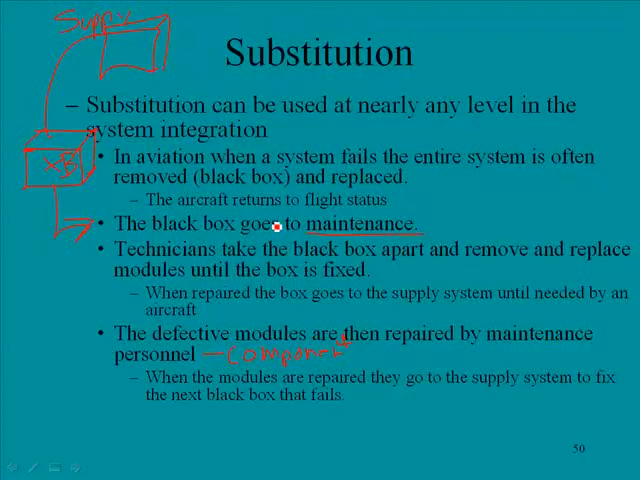 Supply
Substitution
– Substitution can be used at nearly any level in the
system integration
• In aviation when a system fails the entire system is often
removed (black box) and replaced.
– The aircraft returns to flight status
• The black box goes to maintenance.
• Technicians take the black box apart and remove and replace
modules until the box is fixed.
– When repaired the box goes to the supply system until needed by an
aircraft
• The defective modules are then repaired by maintenance
personnel – Component
– When the modules are repaired they go to the supply system to fix
the next black box that fails.
50